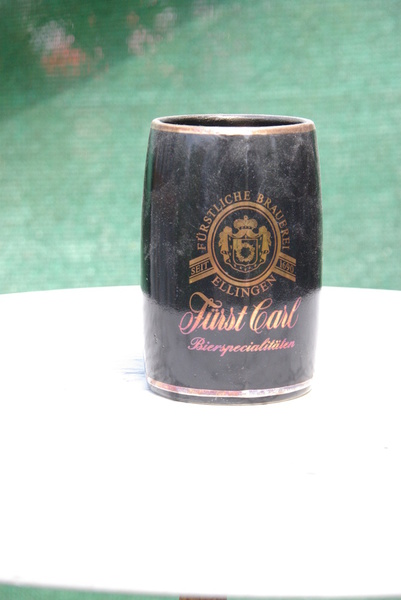 FÜRSTLICHE BRAUEREI
SEIT 1690
ELLINGEN
Fürst Carl
Bierspecialitäten